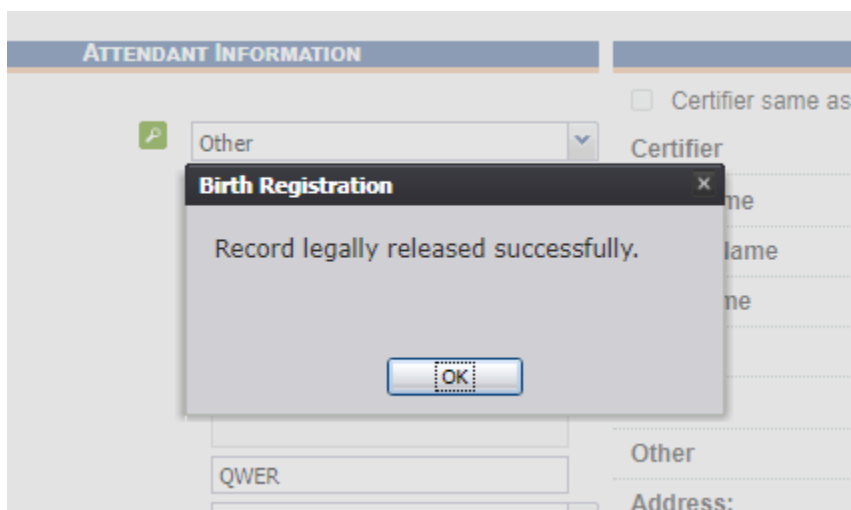 ATTENDANT INFORMATION
Certifier same as
Other
Certifier
Birth Registration
Record legally released successfully.
OK
Other
QWER
Address: